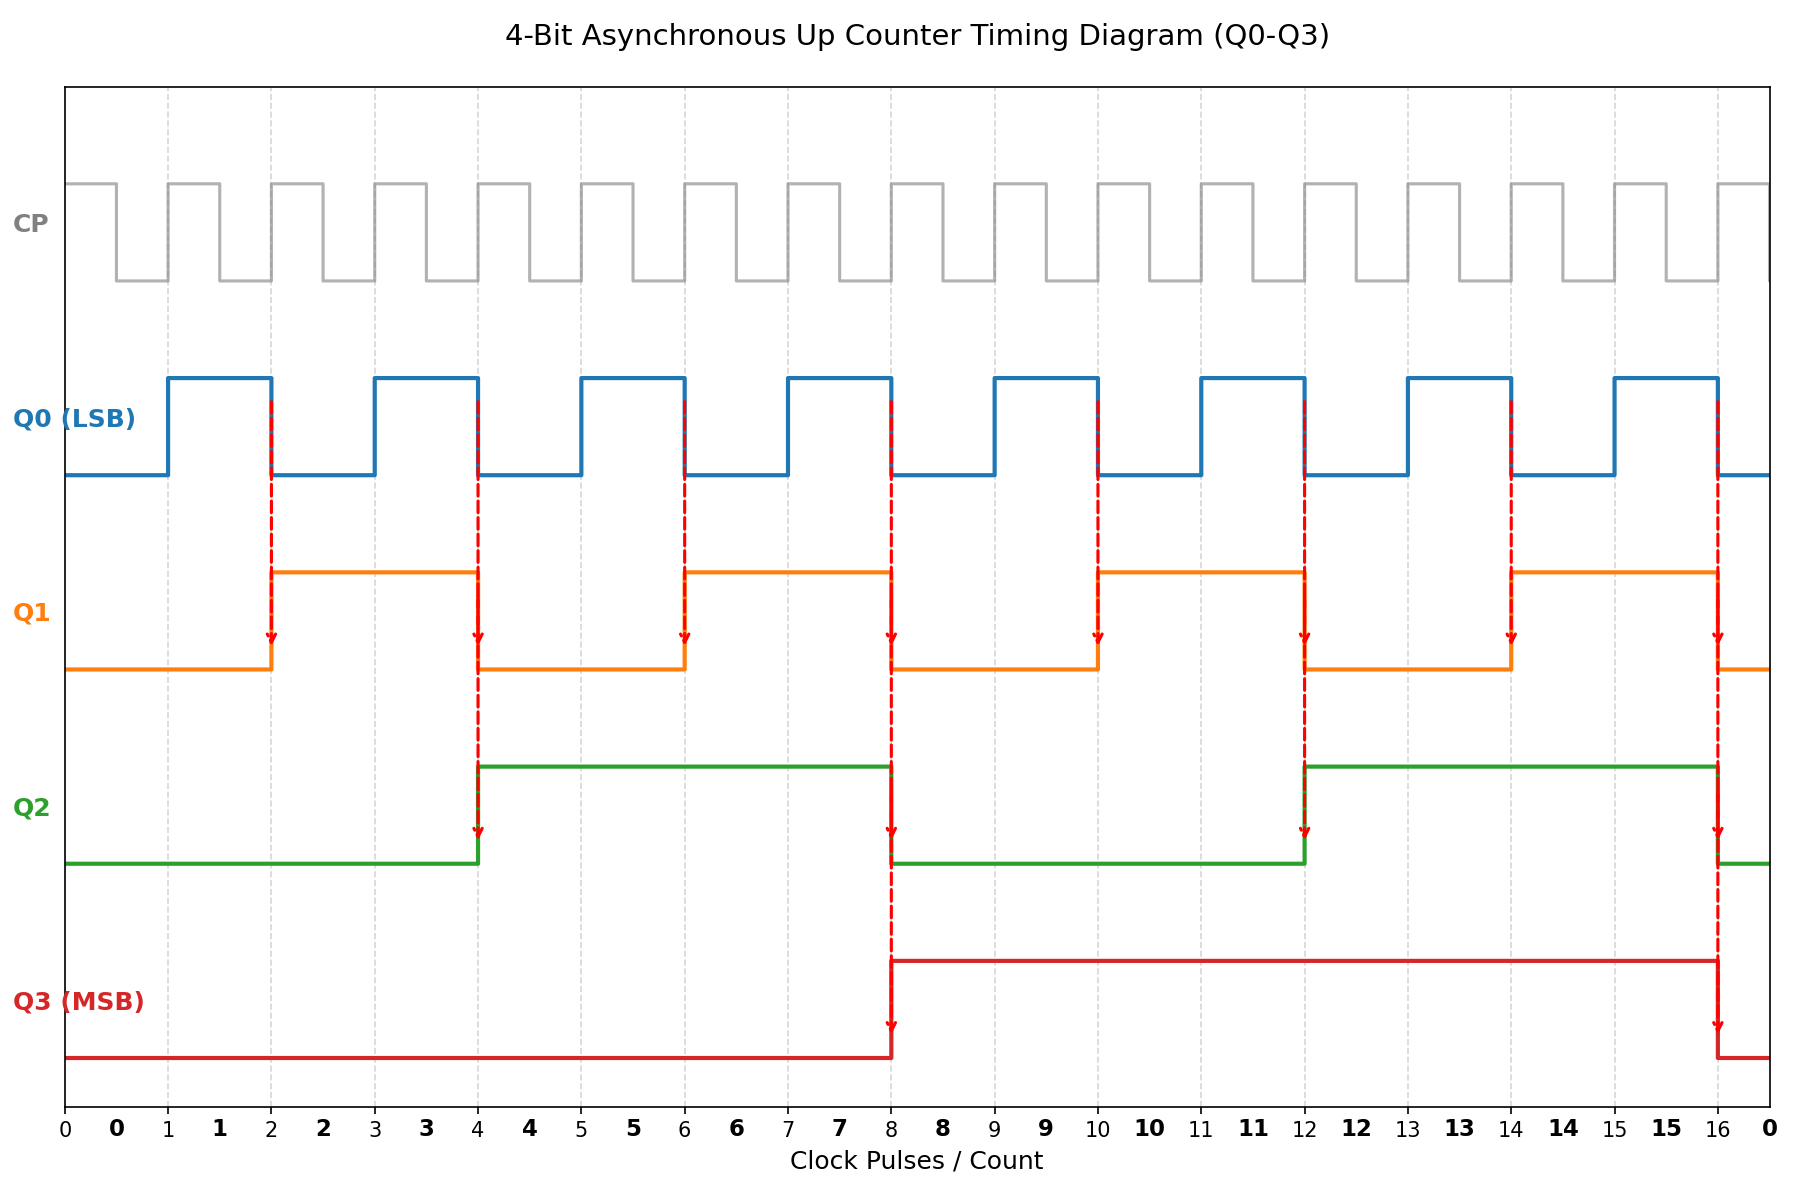 4-Bit Asynchronous Up Counter Timing Diagram (Q0-Q3)
CP
Q0 (LSB)
Q1
Q2
Q3 (MSB)
0 0 1 1 2 2 3 3 4 4 5 5 6 6 7 7 8 8 9 9 10 10 11 11 12 12 13 13 14 14 15 15 16 0
Clock Pulses / Count